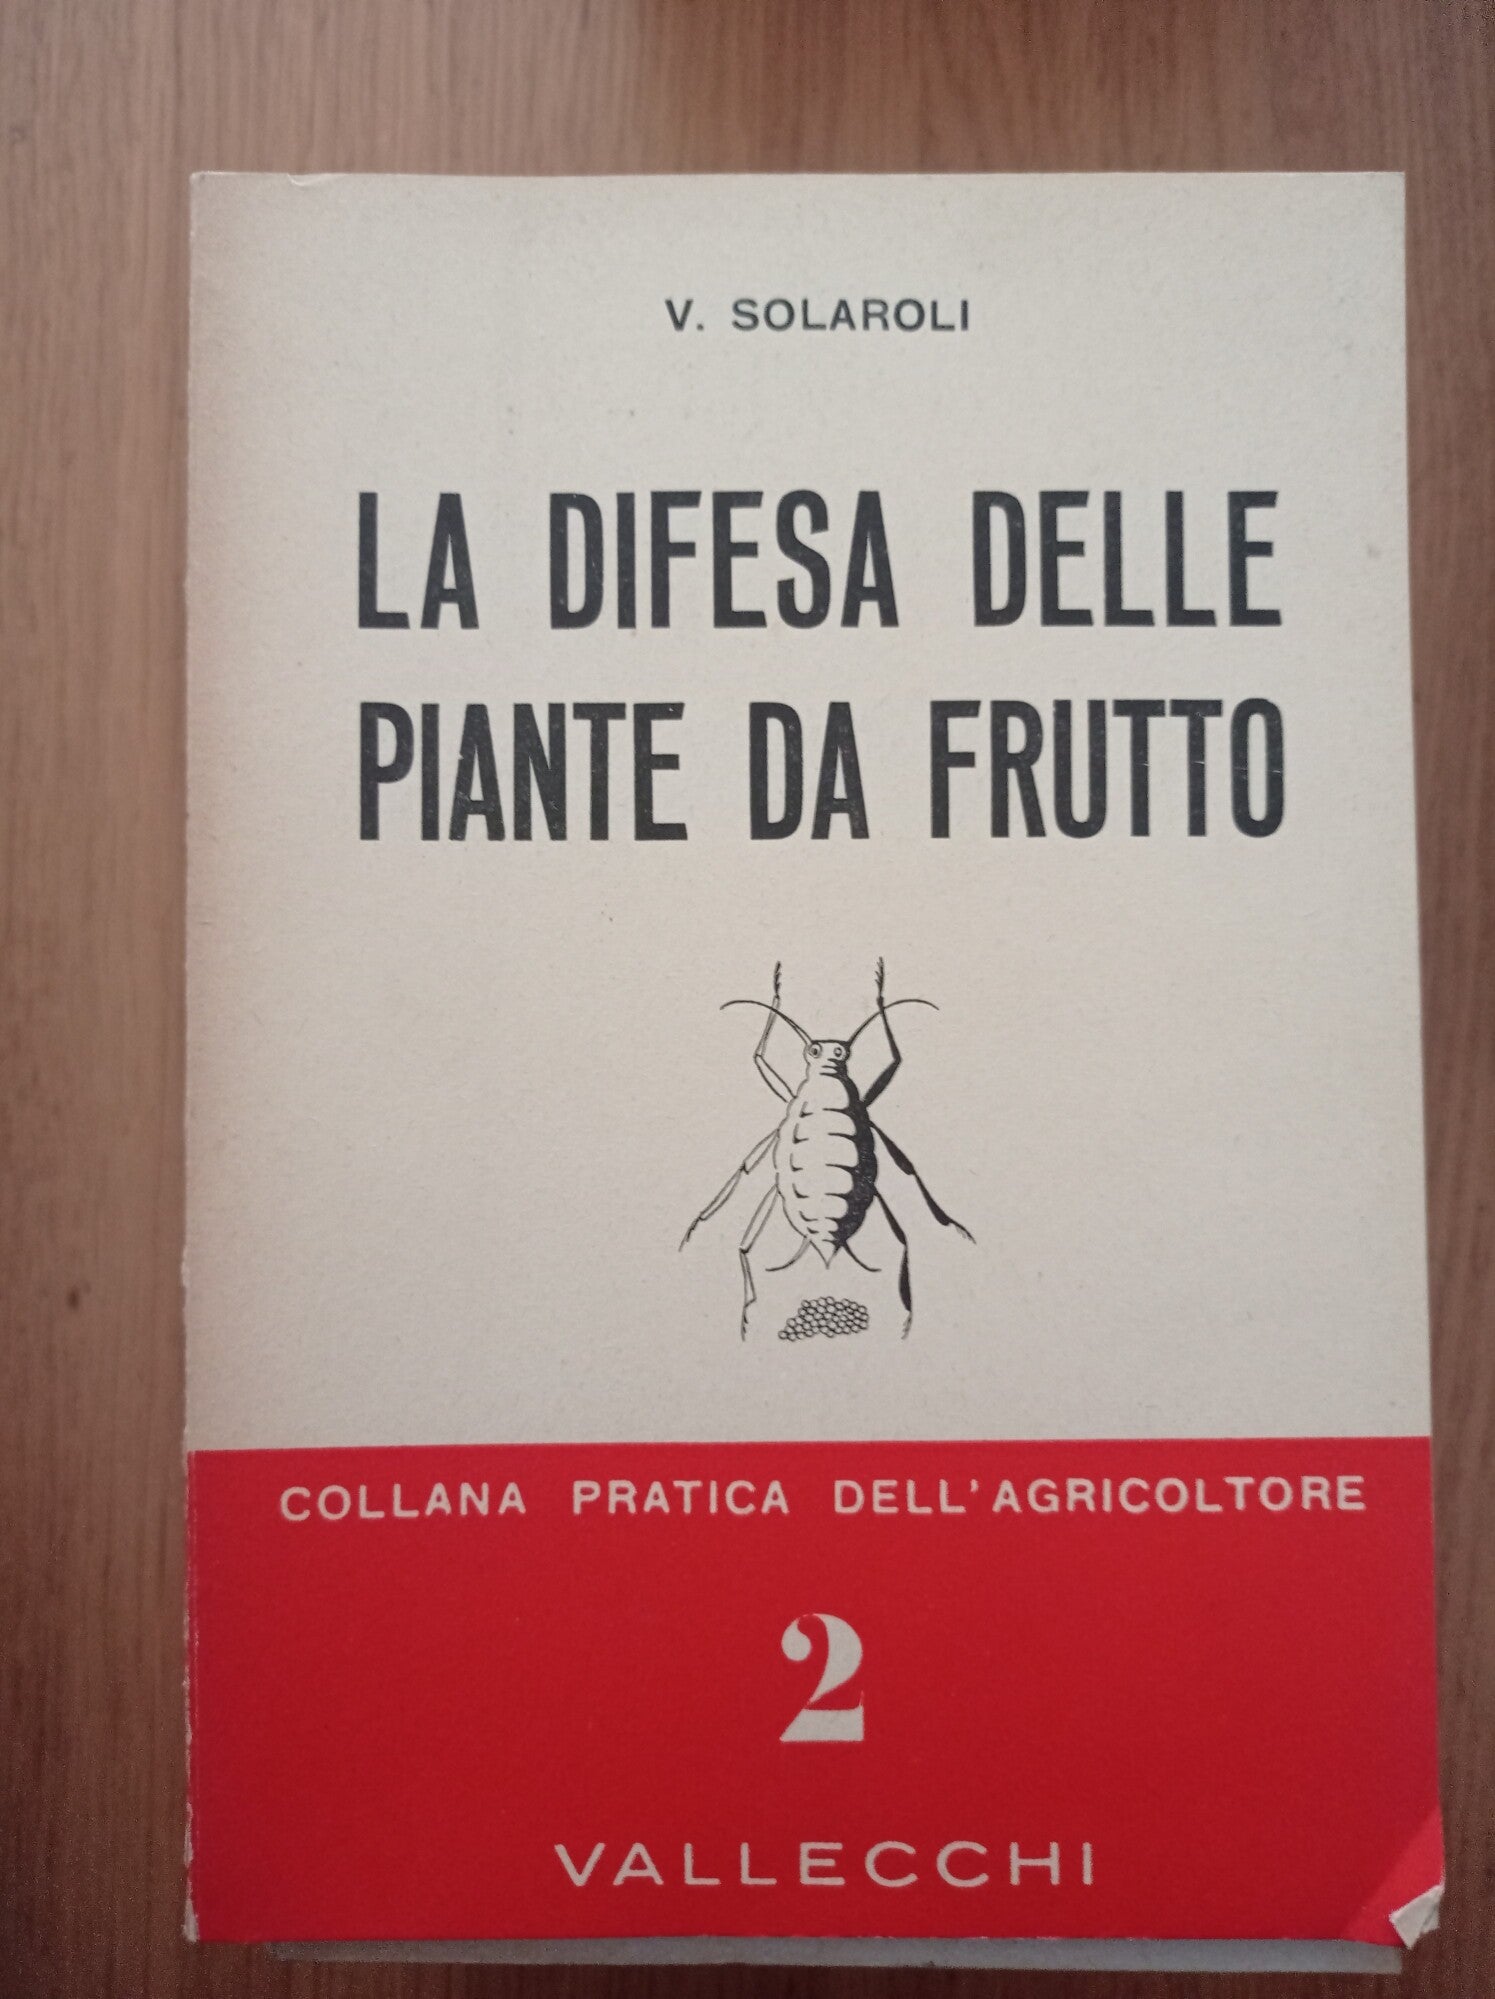 V. SOLAROLI
LA DIFESA DELLE
PIANTE DA FRUTTO
COLLANA PRATICA DELL'AGRICOLTORE
2
VALLECCHI